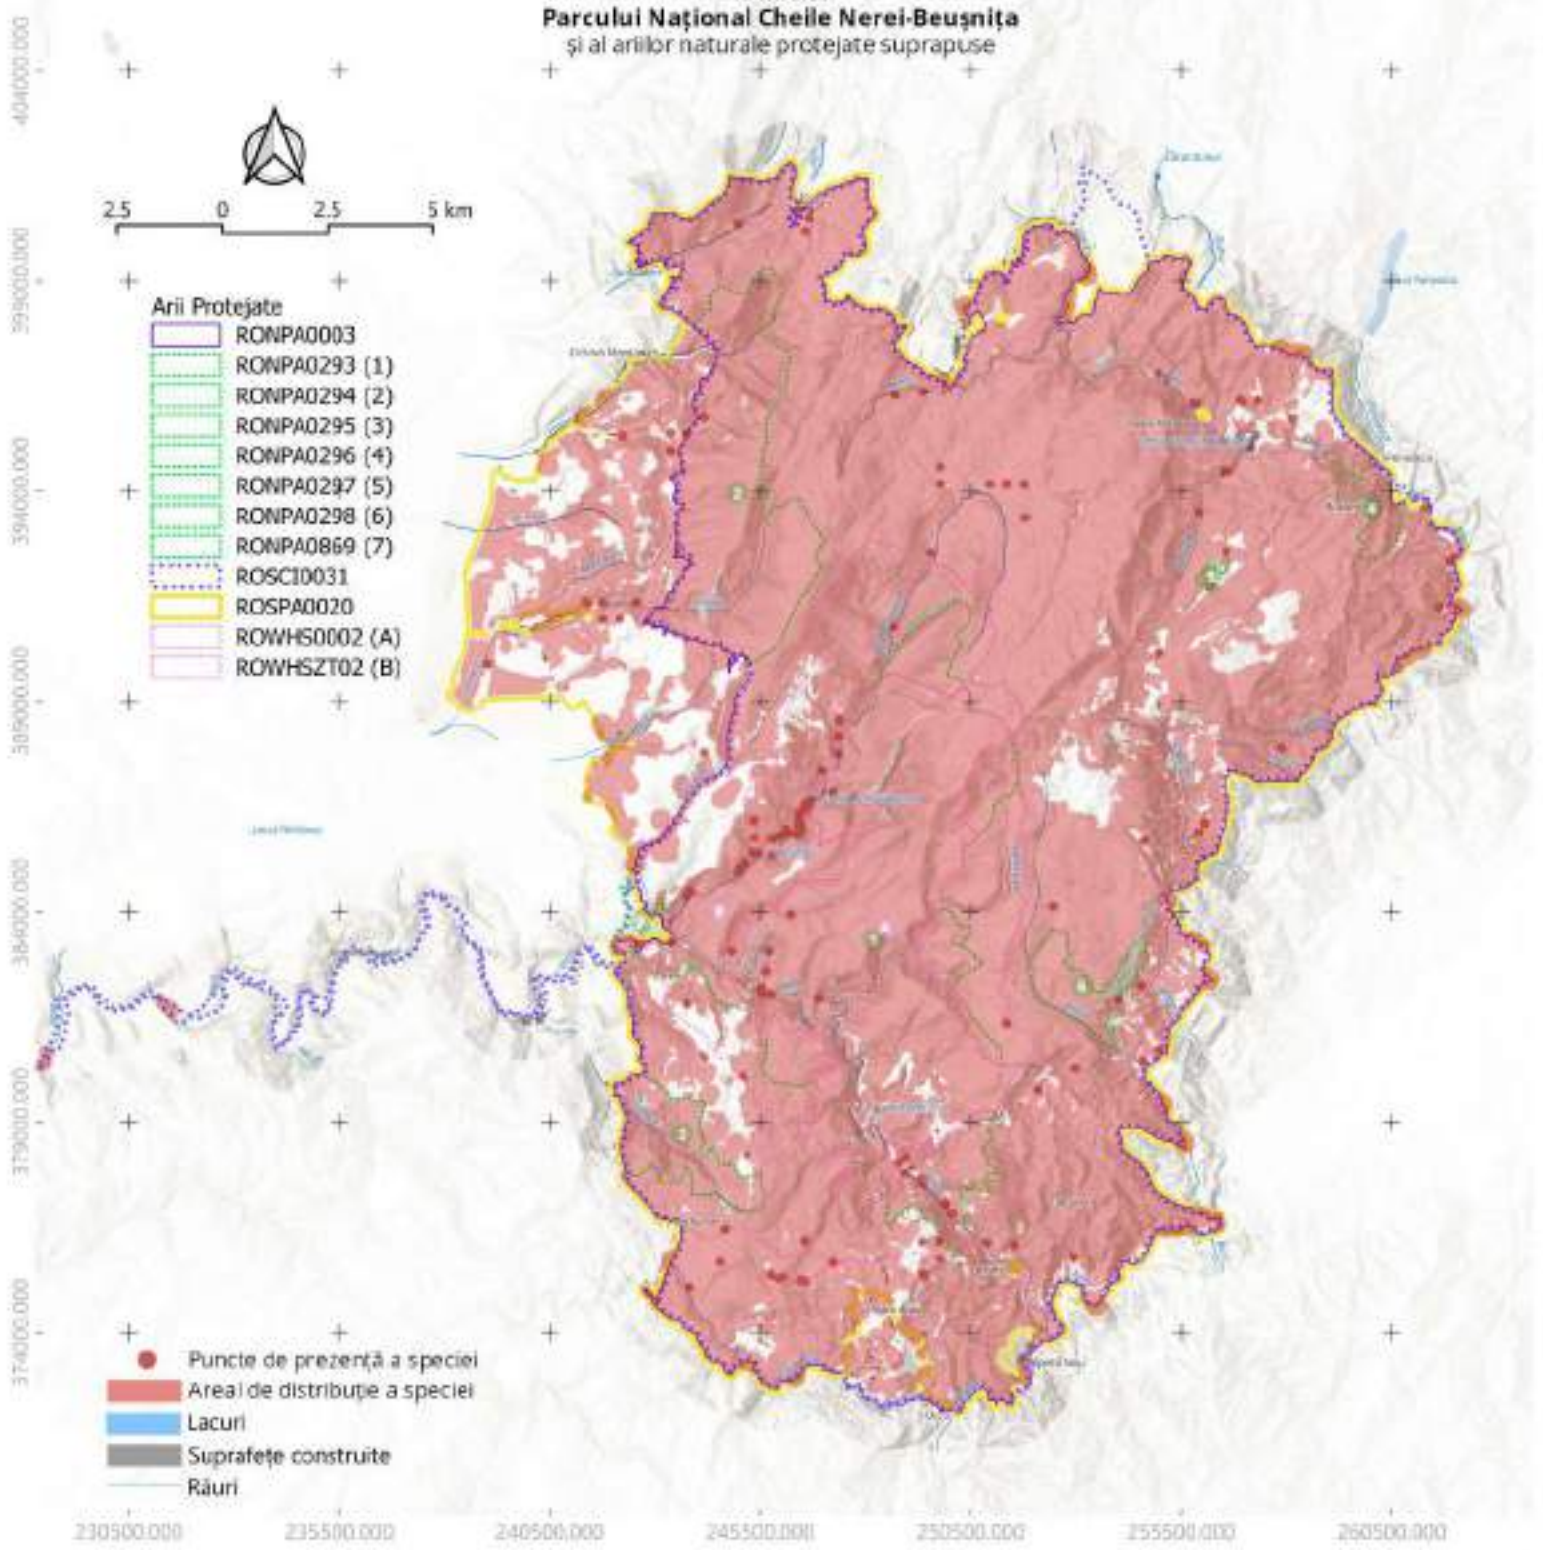 Parcului Național Cheile Nerei-Beușnița
și al ariilor naturale protejate suprapuse
404000.000
399000.000
394000.000
389000.000
384000.000
379000.000
374000.000
2.5 0 2.5 5 km
Arii Protejate
RONPA0003
RONPA0293 (1)
RONPA0294 (2)
RONPA0295 (3)
RONPA0296 (4)
RONPA0297 (5)
RONPA0298 (6)
RONPA0869 (7)
ROSCI0031
ROSPA0020
ROWHS0002 (A)
ROWHSZT02 (B)
2
Puncte de prezență a speciei
Areal de distribuție a speciei
Lacuri
Suprafețe construite
Râuri
230500.000 235500.000 240500.000 245500.000 250500.000 255500.000 260500.000